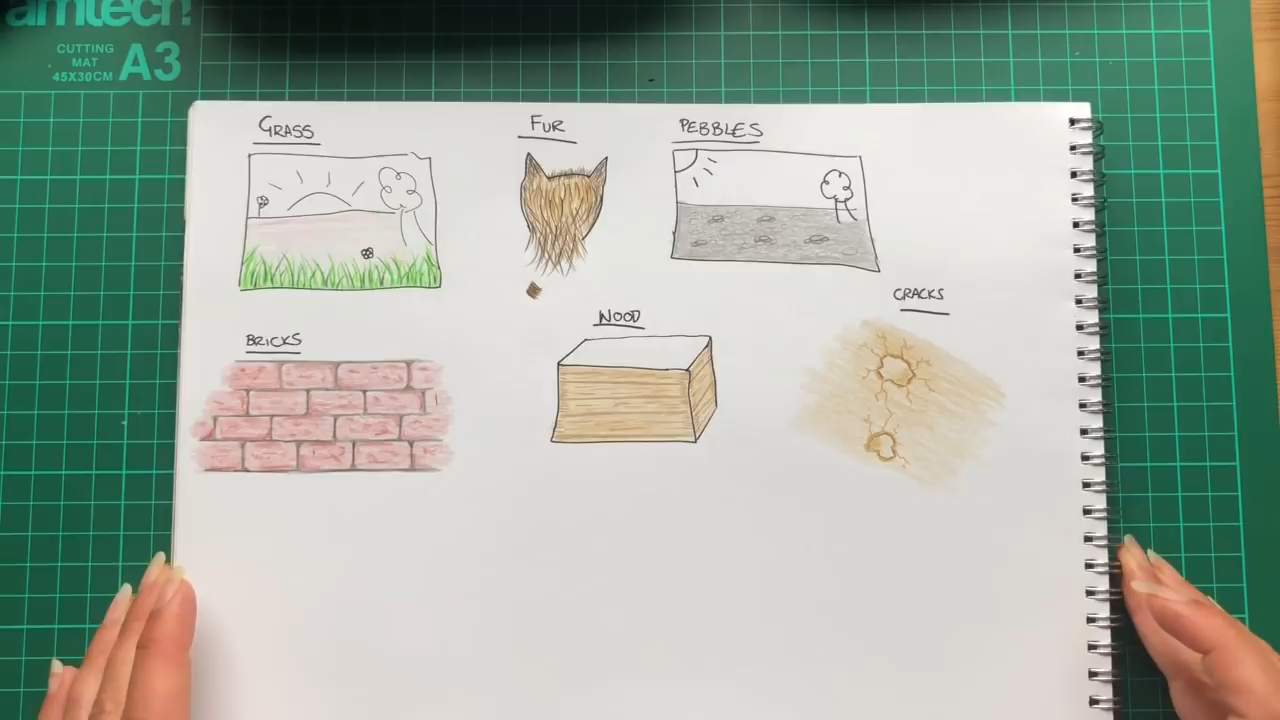 amtech!
CUTTING
MAT
45X30CM
A3
GRASS
FUR
PEBBLES
CRACKS
WOOD
BRICKS